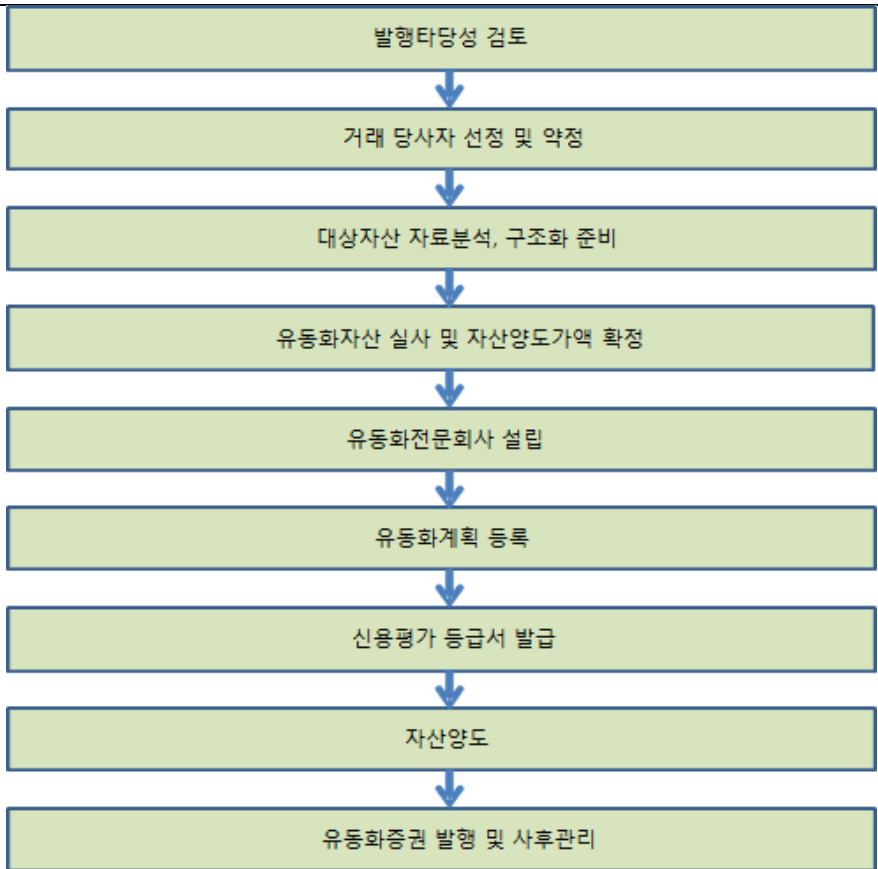 발행타당성 검토
거래 당사자 선정 및 약정
대상자산 자료분석, 구조화 준비
유동화자산 실사 및 자산양도가액 확정
유동화전문회사 설립
유동화계획 등록
신용평가 등급서 발급
자산양도
유동화증권 발행 및 사후관리